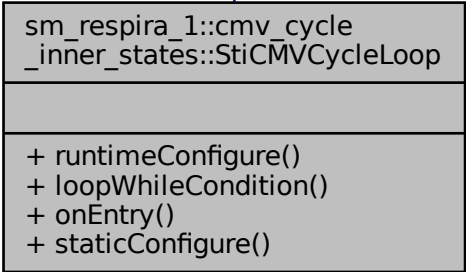 sm_respira_1::cmv_cycle
_inner_states::StiCMVCycleLoop
+ runtimeConfigure()
+ loopWhileCondition()
+ onEntry()
+ staticConfigure()